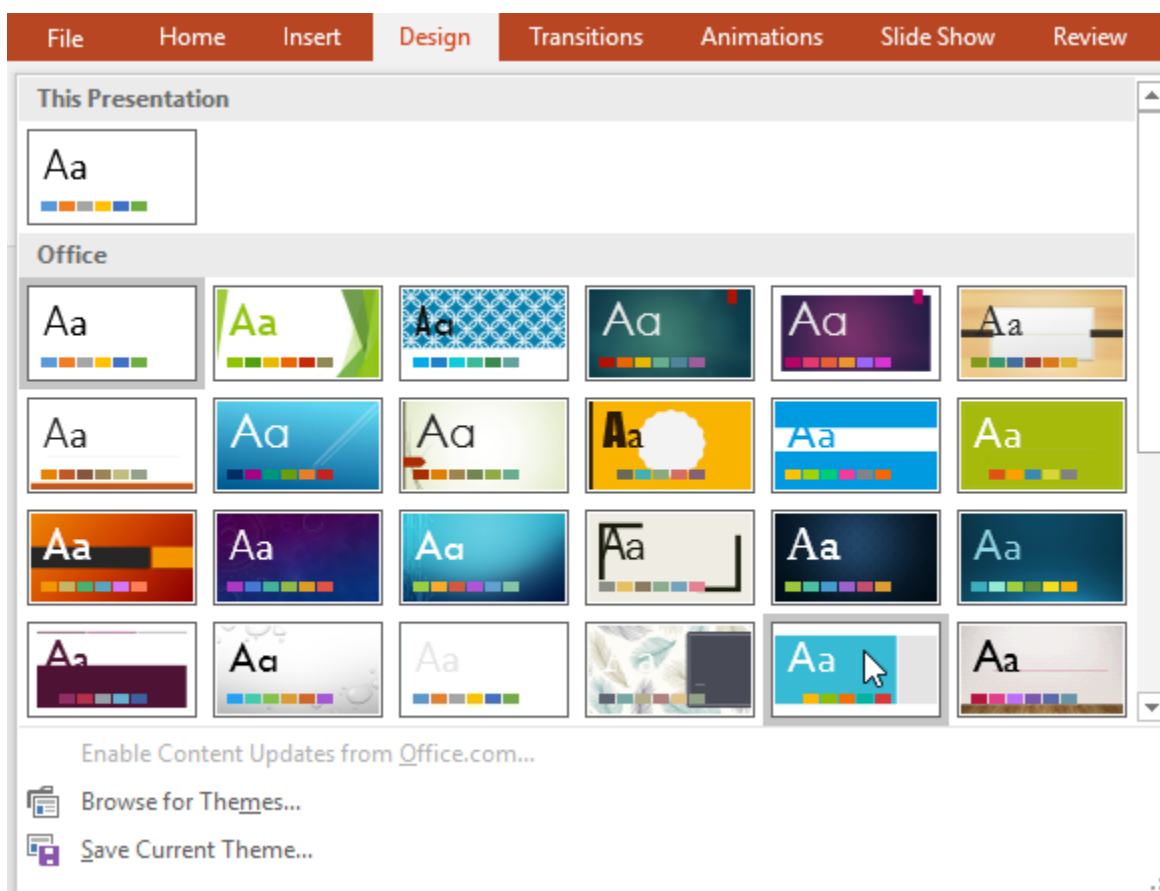 File Home Insert Design Transitions Animations Slide Show Review
This Presentation
Aa
Office
Aa Aa Aa Aa Aa Aa
Aa Aa Aa Aa Aa Aa
Aa Aa Aa Aa Aa Aa
Aa Aa Aa Aa Aa Aa
Enable Content Updates from Office.com...
Browse for Themes...
Save Current Theme...